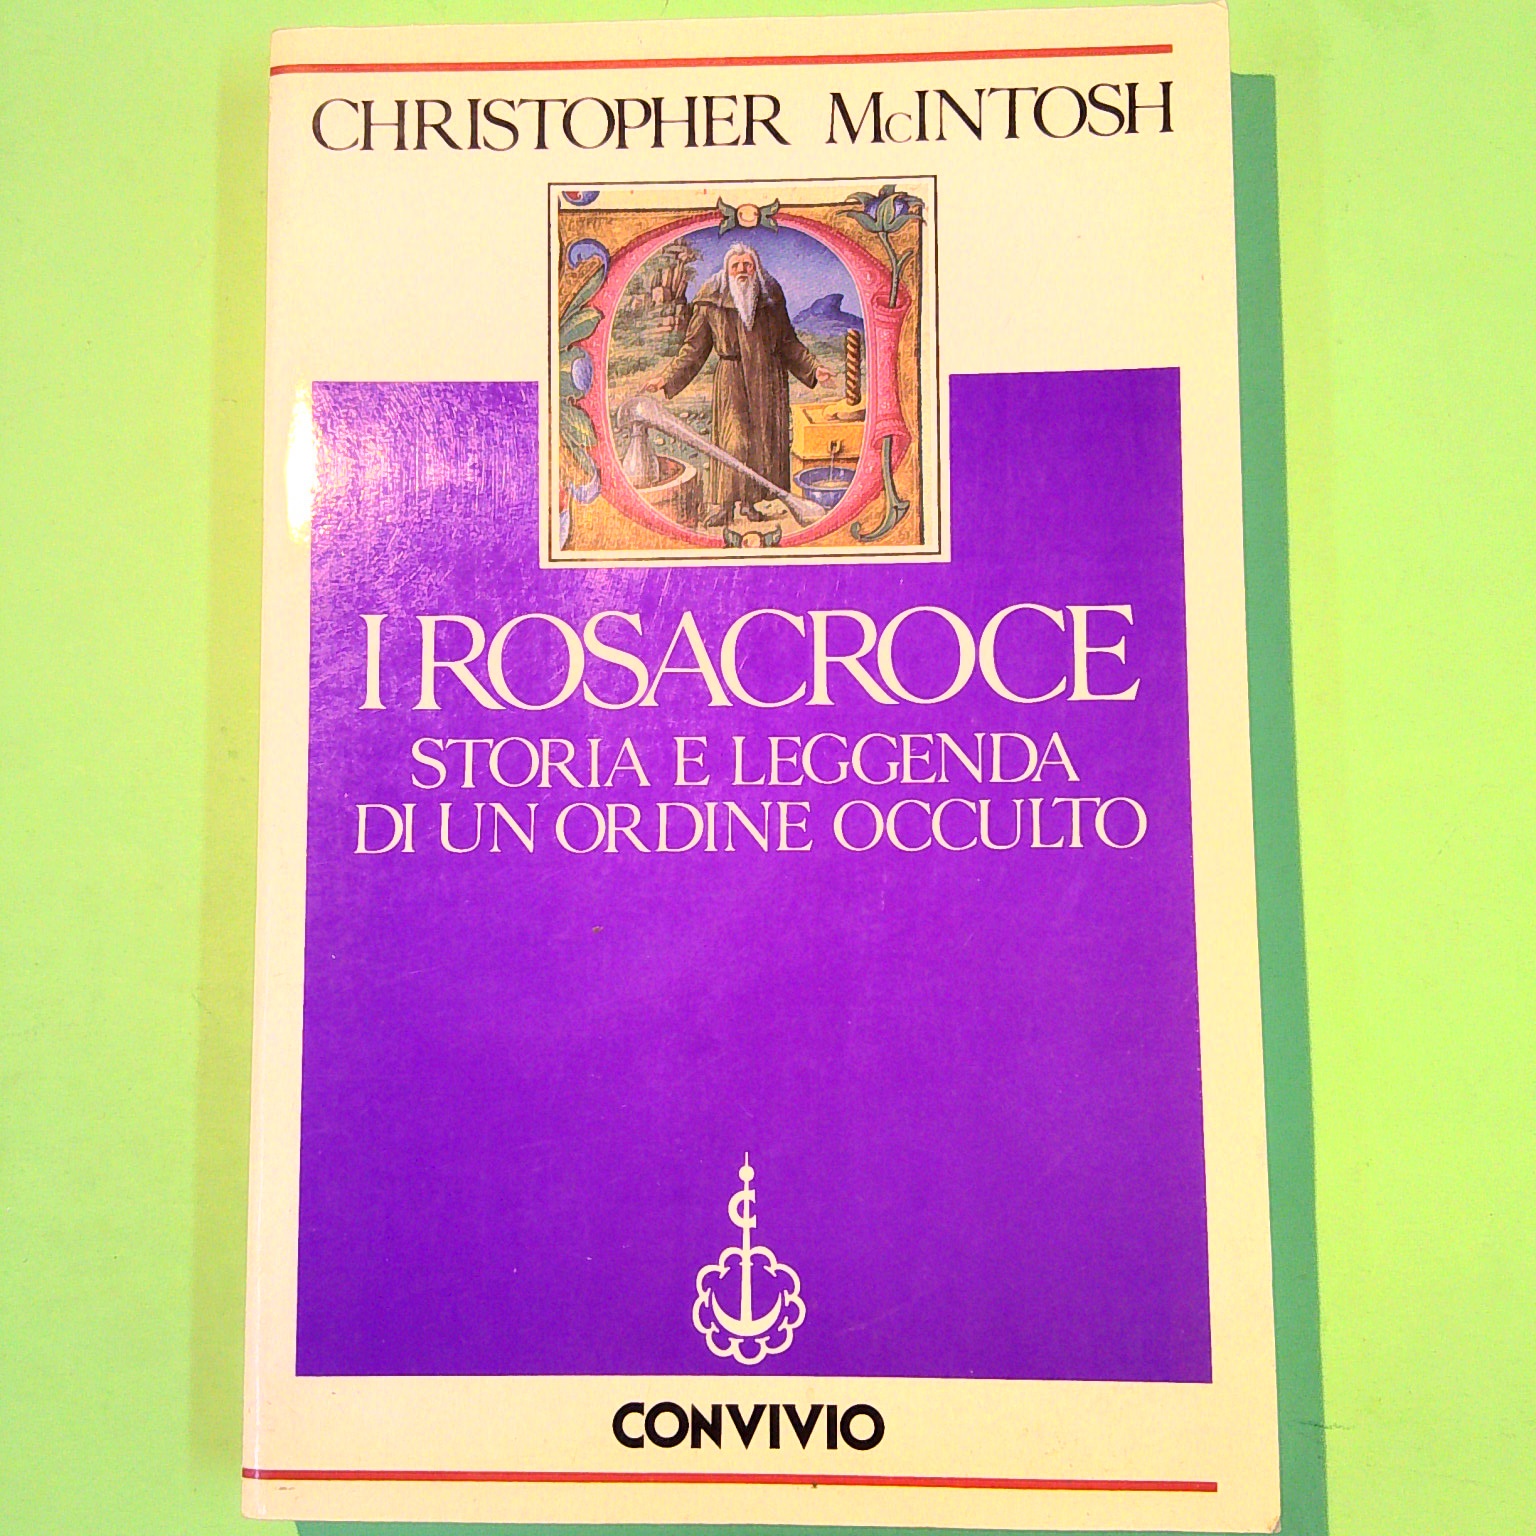 CHRISTOPHER McINTOSH
I ROSACROCE
STORIA E LEGGENDA
DI UN ORDINE OCCULTO
C
CONVIVIO